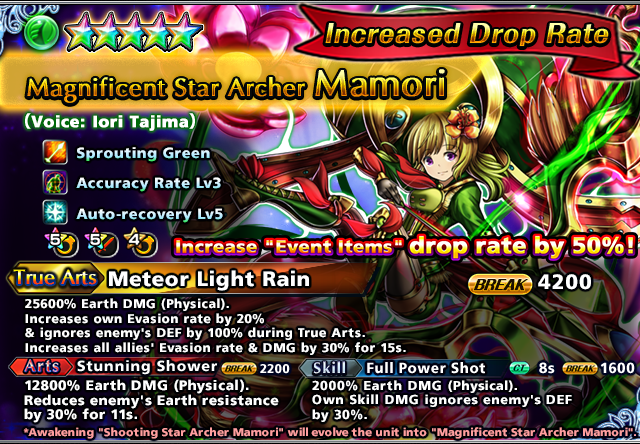 Increased Drop Rate
Magnificent Star Archer Mamori
(Voice: Iori Tajima)
Sprouting Green
Accuracy Rate Lv3
Auto-recovery Lv5
5 5 4
Increase "Event Items" drop rate by 50%!
True Arts Meteor Light Rain BREAK 4200
25600% Earth DMG (Physical).
Increases own Evasion rate by 20%
& ignores enemy's DEF by 100% during True Arts.
Increases all allies' Evasion rate & DMG by 30% for 15s.
Arts Stunning Shower BREAK 2200
12800% Earth DMG (Physical).
Reduces enemy's Earth resistance
by 30% for 11s.
Skill Full Power Shot CT 8s BREAK 1600
2000% Earth DMG (Physical).
Own Skill DMG ignores enemy's DEF
by 30%.
*Awakening "Shooting Star Archer Mamori" will evolve the unit into "Magnificent Star Archer Mamori".